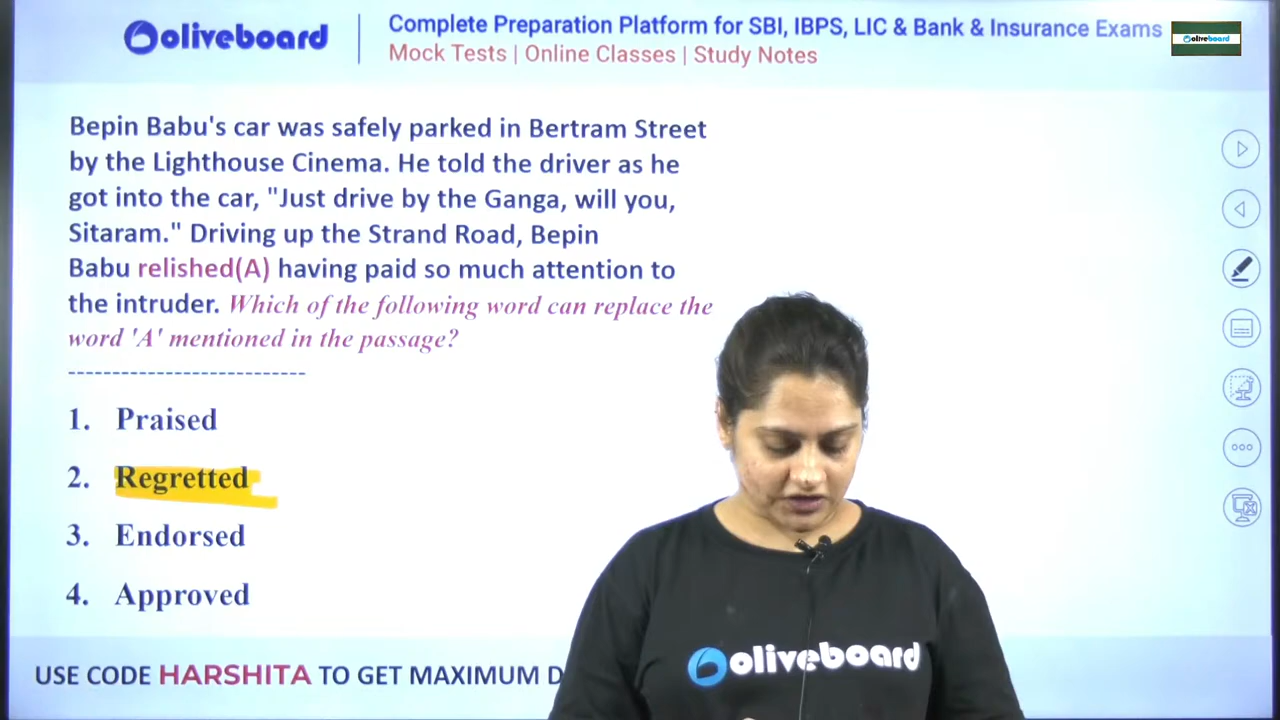 oliveboard
Complete Preparation Platform for SBI, IBPS, LIC & Bank & Insurance Exams
Mock Tests | Online Classes | Study Notes
oliveboard
Bepin Babu's car was safely parked in Bertram Street
by the Lighthouse Cinema. He told the driver as he
got into the car, "Just drive by the Ganga, will you,
Sitaram." Driving up the Strand Road, Bepin
Babu relished(A) having paid so much attention to
the intruder. Which of the following word can replace the
word 'A' mentioned in the passage?
--------------------------
1. Praised
2. Regretted
3. Endorsed
4. Approved
oliveboard
USE CODE HARSHITA TO GET MAXIMUM D